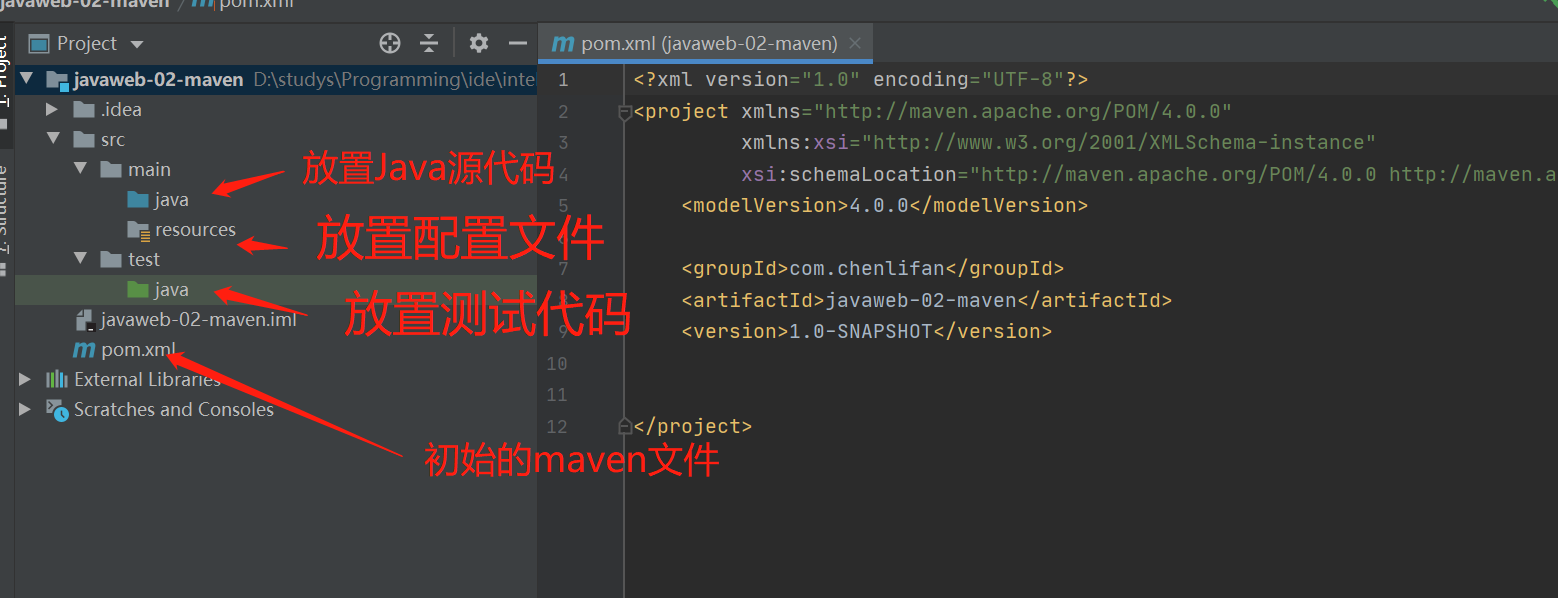 javaweb-02-maven / pom.xml
Project
pom.xml (javaweb-02-maven)
1: Project
7: Structure
javaweb-02-maven D:\studys\Programming\ide\inte
.idea
src
main
java
resources
test
java
javaweb-02-maven.iml
pom.xml
External Libraries
Scratches and Consoles
放置Java源代码
放置配置文件
放置测试代码
初始的maven文件
1 <?xml version="1.0" encoding="UTF-8"?>
2 <project xmlns="http://maven.apache.org/POM/4.0.0"
3 xmlns:xsi="http://www.w3.org/2001/XMLSchema-instance"
4 xsi:schemaLocation="http://maven.apache.org/POM/4.0.0 http://maven.a
5 <modelVersion>4.0.0</modelVersion>
7 <groupId>com.chenlifan</groupId>
<artifactId>javaweb-02-maven</artifactId>
9 <version>1.0-SNAPSHOT</version>
10
11
12 </project>